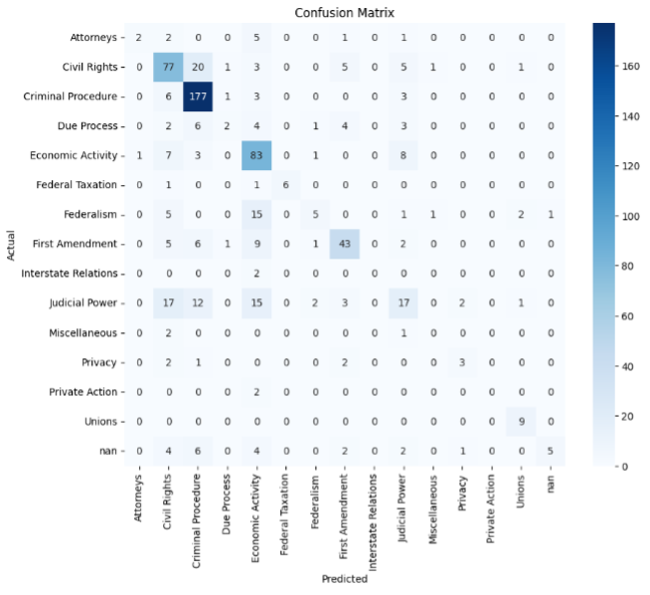 Confusion Matrix
Actual
Attorneys 2 2 0 0 5 0 0 1 0 1 0 0 0 0 0
Civil Rights 0 77 20 1 3 0 0 5 0 5 1 0 0 1 0
Criminal Procedure 0 6 177 1 3 0 0 0 0 3 0 0 0 0 0
Due Process 0 2 6 2 4 0 1 4 0 3 0 0 0 0 0
Economic Activity 1 7 3 0 83 0 1 0 0 8 0 0 0 0 0
Federal Taxation 0 1 0 0 1 6 0 0 0 0 0 0 0 0 0
Federalism 0 5 0 0 15 0 5 0 0 1 1 0 0 2 1
First Amendment 0 5 6 1 9 0 1 43 0 2 0 0 0 0 0
Interstate Relations 0 0 0 0 2 0 0 0 0 0 0 0 0 0 0
Judicial Power 0 17 12 0 15 0 2 3 0 17 0 2 0 1 0
Miscellaneous 0 2 0 0 0 0 0 0 0 1 0 0 0 0 0
Privacy 0 2 1 0 0 0 0 2 0 0 0 3 0 0 0
Private Action 0 0 0 0 2 0 0 0 0 0 0 0 0 0 0
Unions 0 0 0 0 0 0 0 0 0 0 0 0 0 9 0
nan 0 4 6 0 4 0 0 2 0 2 0 1 0 0 5
Attorneys
Civil Rights
Criminal Procedure
Due Process
Economic Activity
Federal Taxation
Federalism
First Amendment
Interstate Relations
Judicial Power
Miscellaneous
Privacy
Private Action
Unions
nan
Predicted
160
140
120
100
80
60
40
20
0